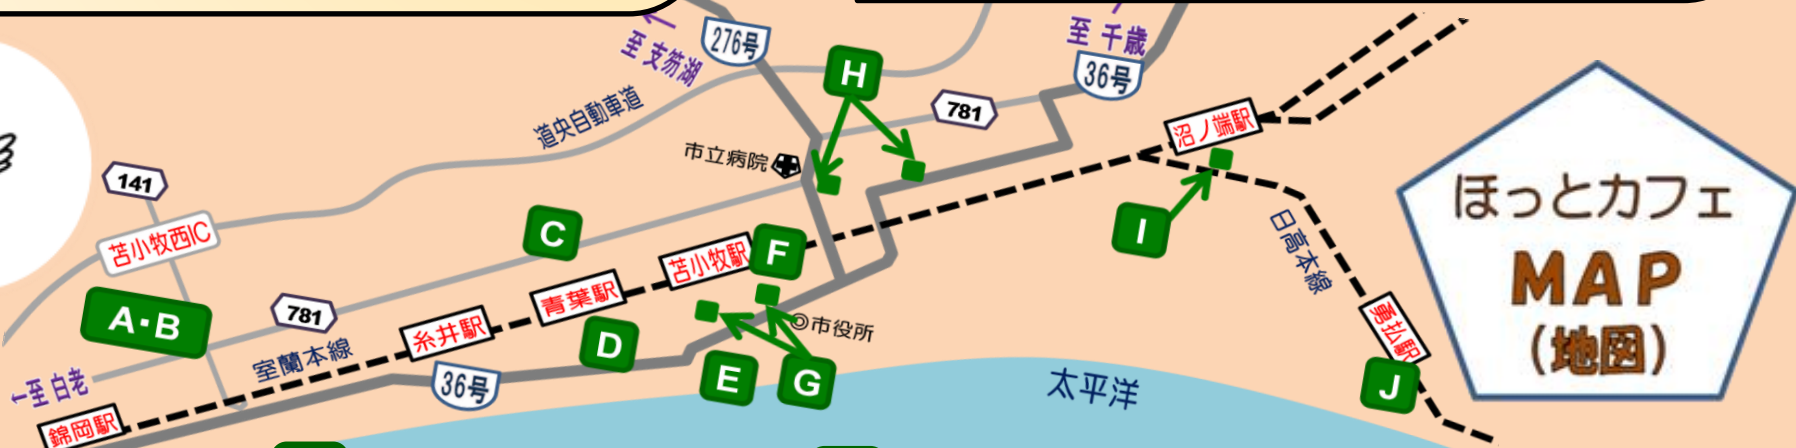 276号
至 支笏湖
至 千歳
36号
H
781
道央自動車道
市立病院
沼ノ端駅
141
苫小牧西IC
C
F
苫小牧駅
I
日高本線
ほっとカフェ
MAP
(地図)
A・B
781
青葉駅
糸井駅
室蘭本線
D
◎市役所
勇払駅
←至 白老
36号
E
G
太平洋
J
錦岡駅